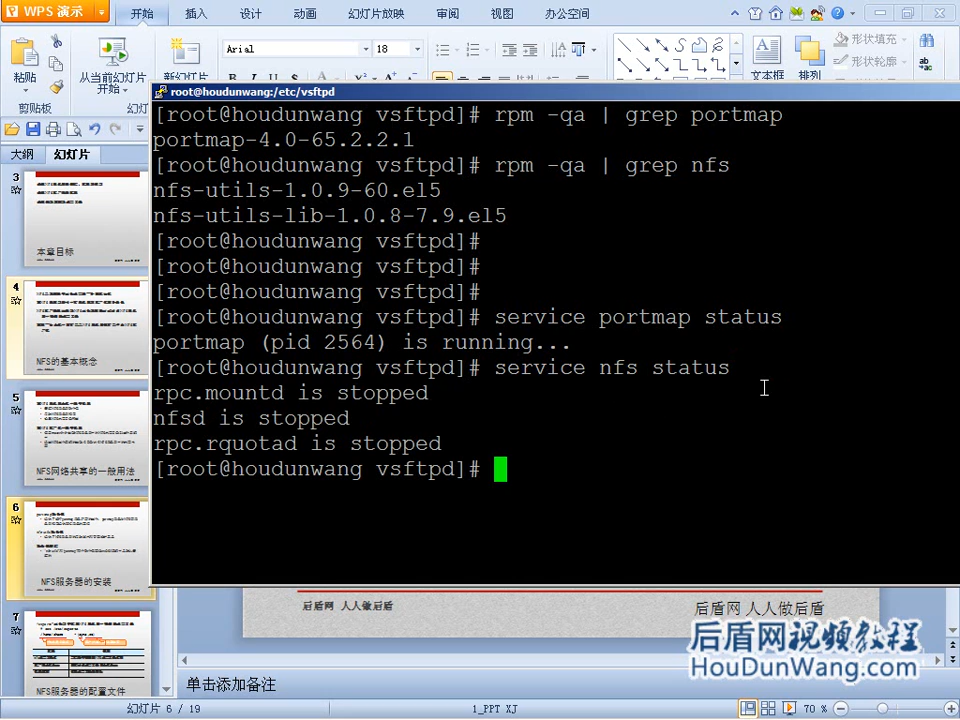 WPS 演示
开始 插入 设计 动画 幻灯片放映 审阅 视图 办公空间
粘贴
从当前幻灯片
开始
新幻灯片
Arial
18
文本框
排列
形状填充
形状轮廓
剪贴板
大纲 幻灯片
root@houdunwang:/etc/vsftpd
[root@houdunwang vsftpd]# rpm -qa | grep portmap
portmap-4.0-65.2.2.1
[root@houdunwang vsftpd]# rpm -qa | grep nfs
nfs-utils-1.0.9-60.el5
nfs-utils-lib-1.0.8-7.9.el5
[root@houdunwang vsftpd]#
[root@houdunwang vsftpd]#
[root@houdunwang vsftpd]#
[root@houdunwang vsftpd]# service portmap status
portmap (pid 2564) is running...
[root@houdunwang vsftpd]# service nfs status
rpc.mountd is stopped
nfsd is stopped
rpc.rquotad is stopped
[root@houdunwang vsftpd]#
3
本章目标
4
NFS的基本概念
5
NFS网络共享的一般用法
6
NFS服务器的安装
7
NFS服务器的配置文件
后盾网 人人做后盾
后盾网 人人做后盾
后盾网视频教程
HouDunWang.com
单击添加备注
幻灯片 6 / 19
1_PPT XJ
70 %